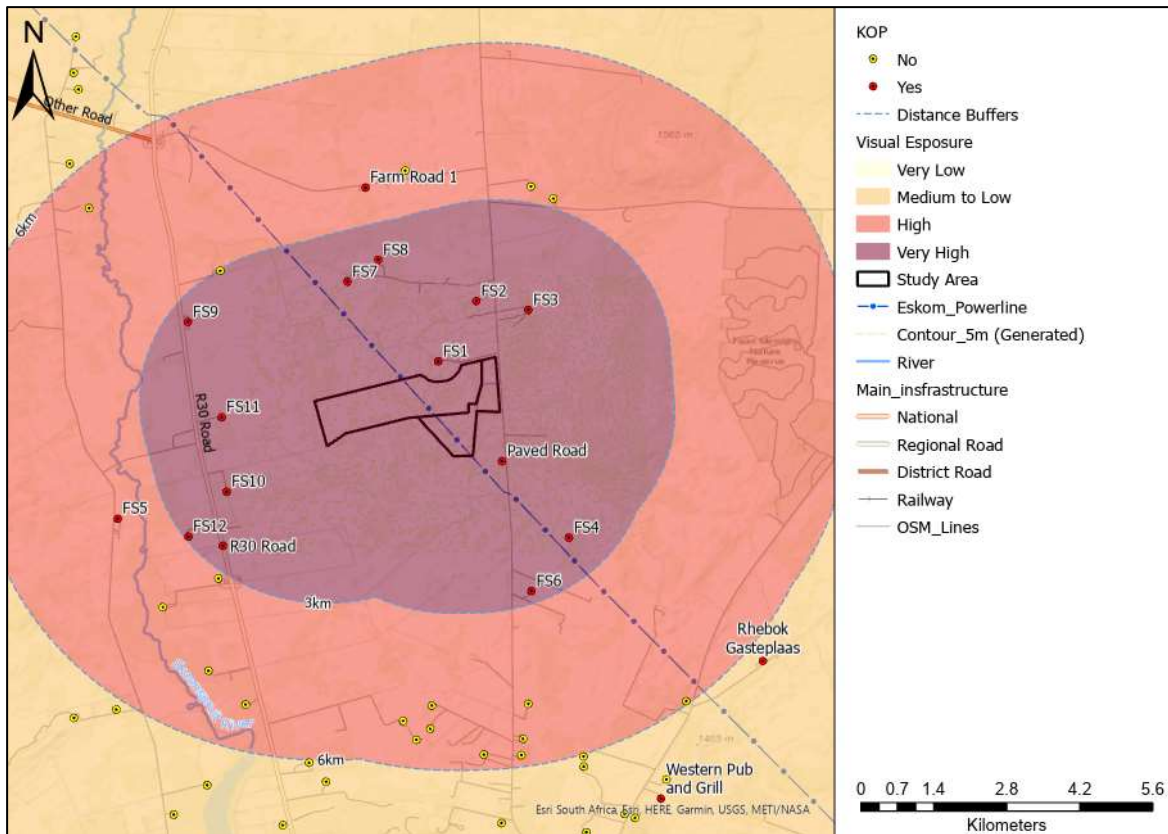 N
Other Road
1560 m
Farm Road 1
6km
FS8
FS7
FS2
FS3
FS9
FS1
R30 Road
FS11
Paved Road
FS10
FS5
FS12
R30 Road
FS4
FS6
3km
Rhebok
Gasteplaas
6km
Western Pub
and Grill
Esri South Africa, Esri, HERE, Garmin, USGS, METI/NASA
KOP
No
Yes
Distance Buffers
Visual Exposure
Very Low
Medium to Low
High
Very High
Study Area
Eskom_Powerline
Contour_5m (Generated)
River
Main_insfrastructure
National
Regional Road
District Road
Railway
OSM_Lines
0 0.7 1.4 2.8 4.2 5.6
Kilometers